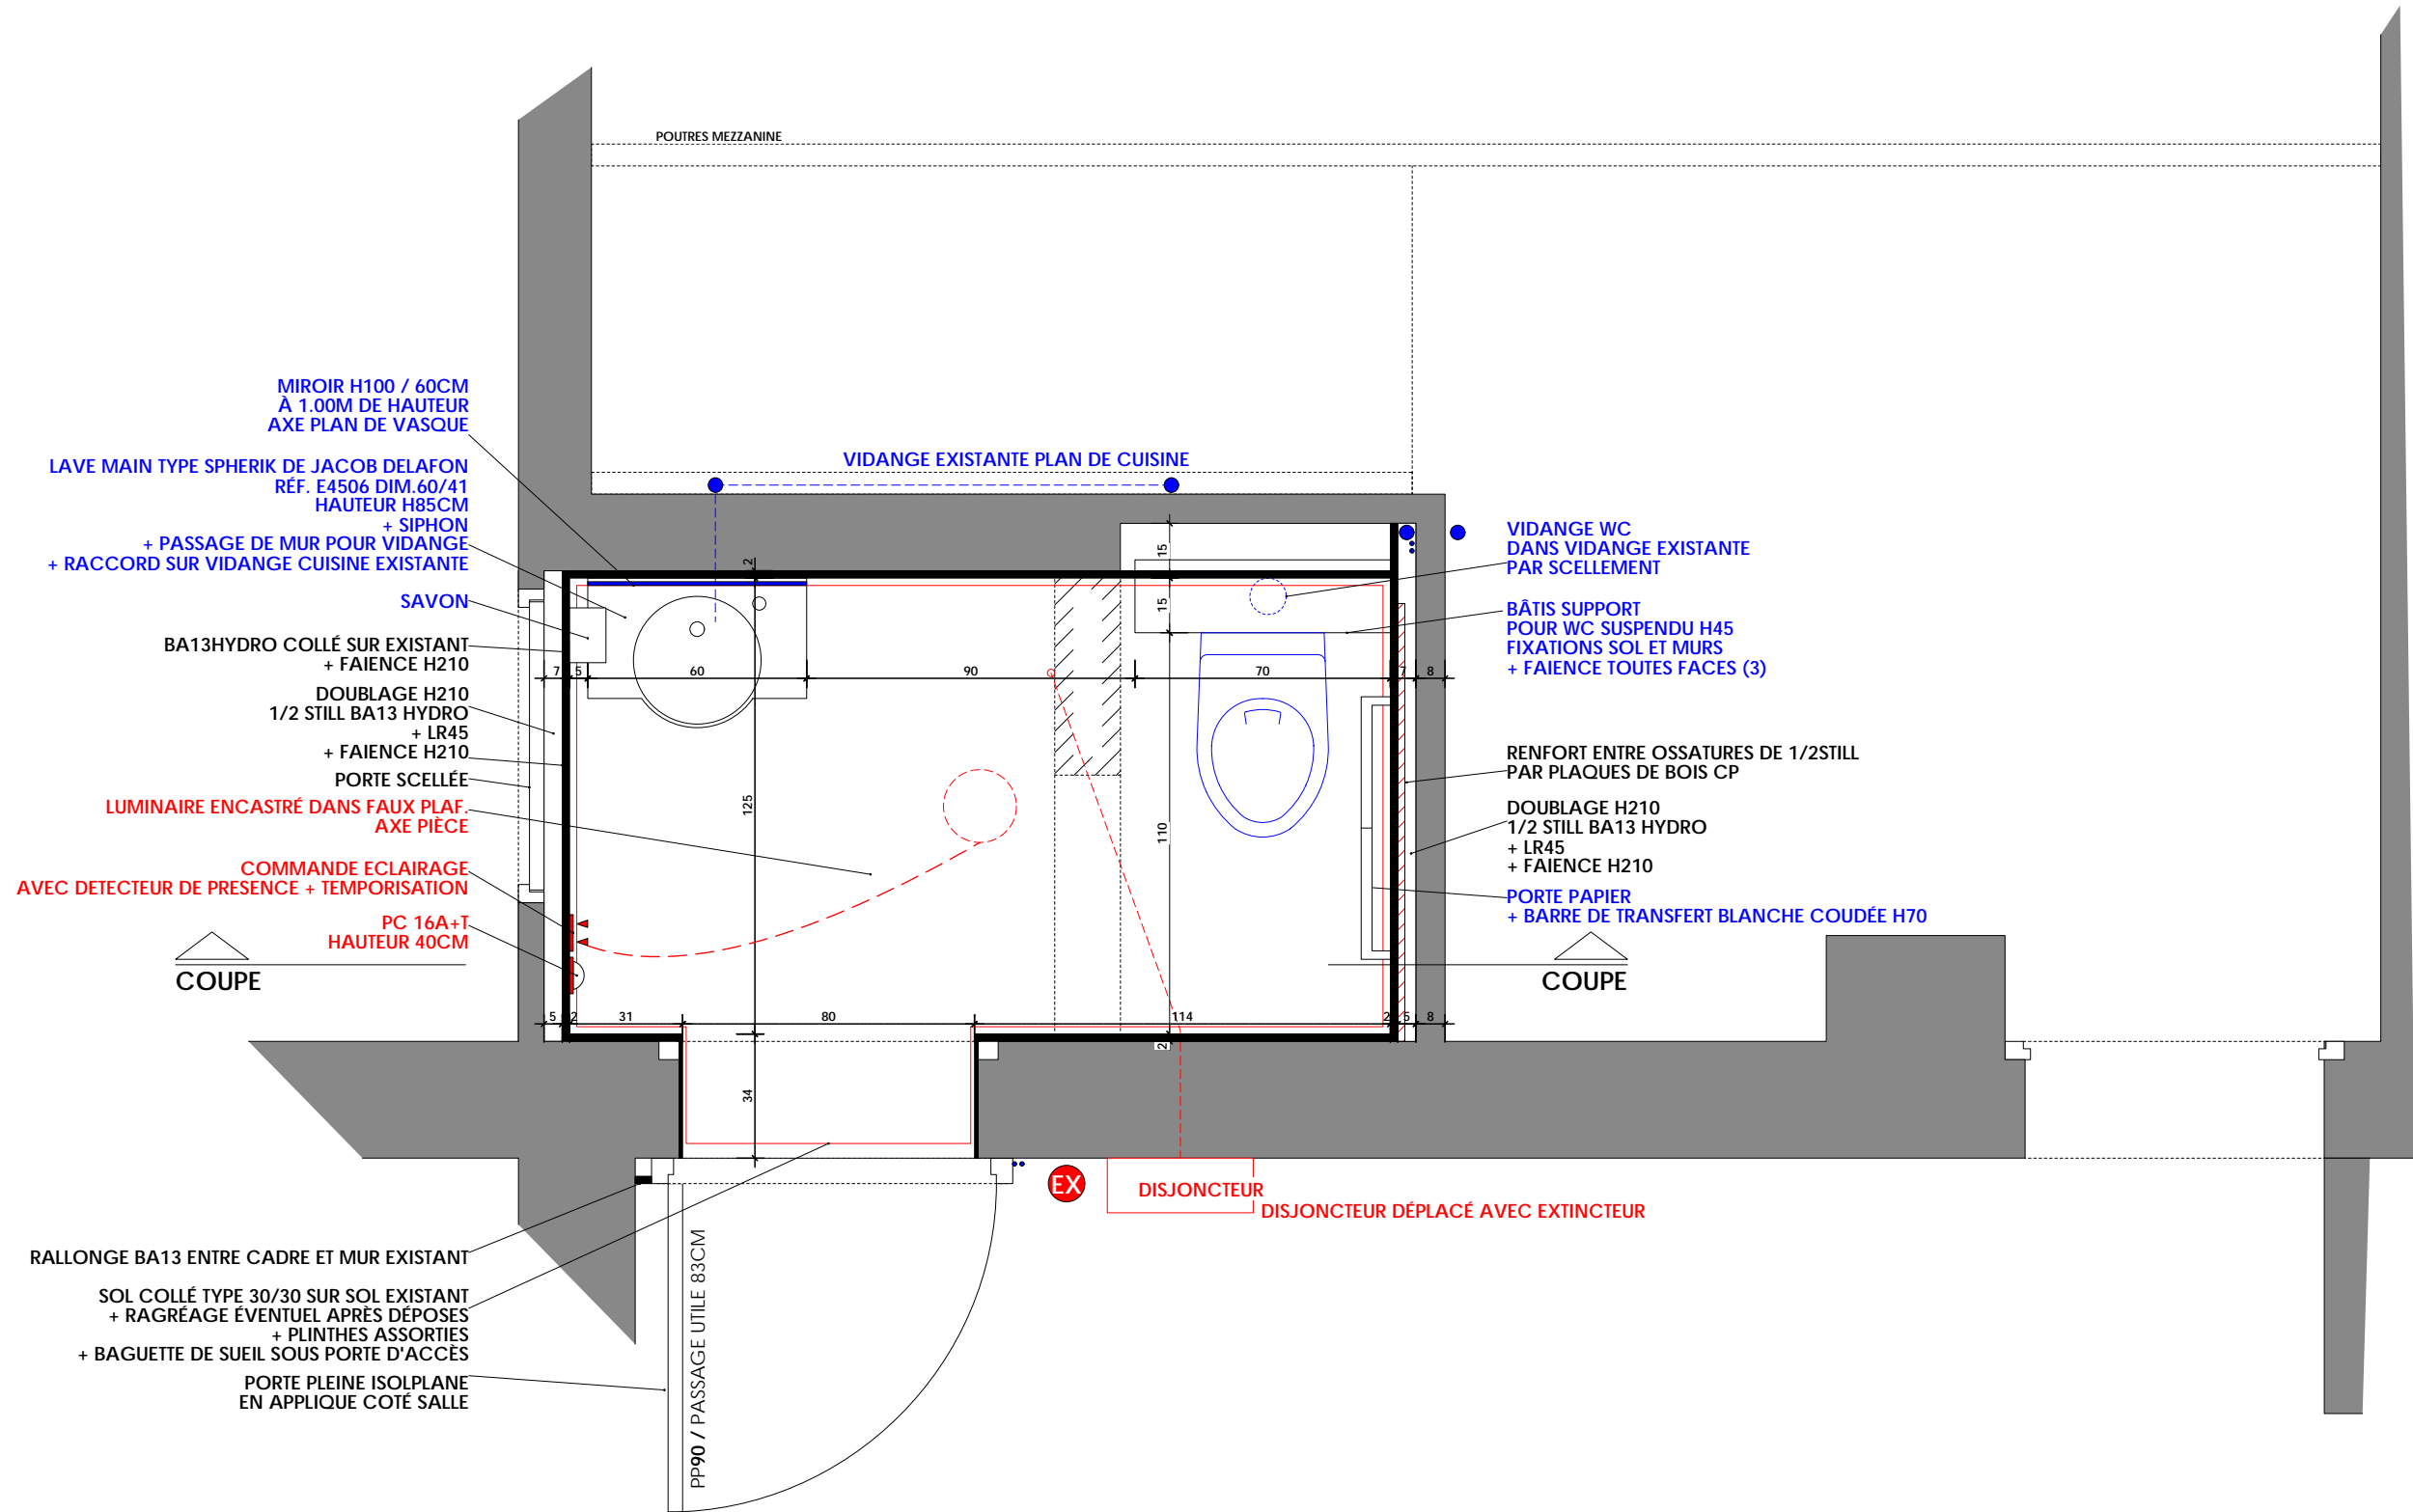 POUTRES MEZZANINE
MIROIR H100 / 60CM
À 1.00M DE HAUTEUR
AXE PLAN DE VASQUE
LAVE MAIN TYPE SPHERIK DE JACOB DELAFON
RÉF. E4506 DIM.60/41
HAUTEUR H85CM
+ SIPHON
+ PASSAGE DE MUR POUR VIDANGE
+ RACCORD SUR VIDANGE CUISINE EXISTANTE
SAVON
BA13HYDRO COLLÉ SUR EXISTANT
+ FAIENCE H210
DOUBLAGE H210
1/2 STILL BA13 HYDRO
+ LR45
+ FAIENCE H210
PORTE SCELLÉE
LUMINAIRE ENCASTRÉ DANS FAUX PLAF.
AXE PIÈCE
COMMANDE ECLAIRAGE
AVEC DETECTEUR DE PRESENCE + TEMPORISATION
PC 16A+T
HAUTEUR 40CM
COUPE
VIDANGE EXISTANTE PLAN DE CUISINE
2
15
15
7 5 60 90 70 7 8
125
110
5 2 31 80 114 2 5 8
2
34
VIDANGE WC
DANS VIDANGE EXISTANTE
PAR SCELLEMENT
BÂTIS SUPPORT
POUR WC SUSPENDU H45
FIXATIONS SOL ET MURS
+ FAIENCE TOUTES FACES (3)
RENFORT ENTRE OSSATURES DE 1/2STILL
PAR PLAQUES DE BOIS CP
DOUBLAGE H210
1/2 STILL BA13 HYDRO
+ LR45
+ FAIENCE H210
PORTE PAPIER
+ BARRE DE TRANSFERT BLANCHE COUDÉE H70
COUPE
EX
DISJONCTEUR
DISJONCTEUR DÉPLACÉ AVEC EXTINCTEUR
RALLONGE BA13 ENTRE CADRE ET MUR EXISTANT
SOL COLLÉ TYPE 30/30 SUR SOL EXISTANT
+ RAGRÉAGE ÉVENTUEL APRÈS DÉPOSES
+ PLINTHES ASSORTIES
+ BAGUETTE DE SUEIL SOUS PORTE D'ACCÈS
PORTE PLEINE ISOLPLANE
EN APPLIQUE COTÉ SALLE
PP90 / PASSAGE UTILE 83CM